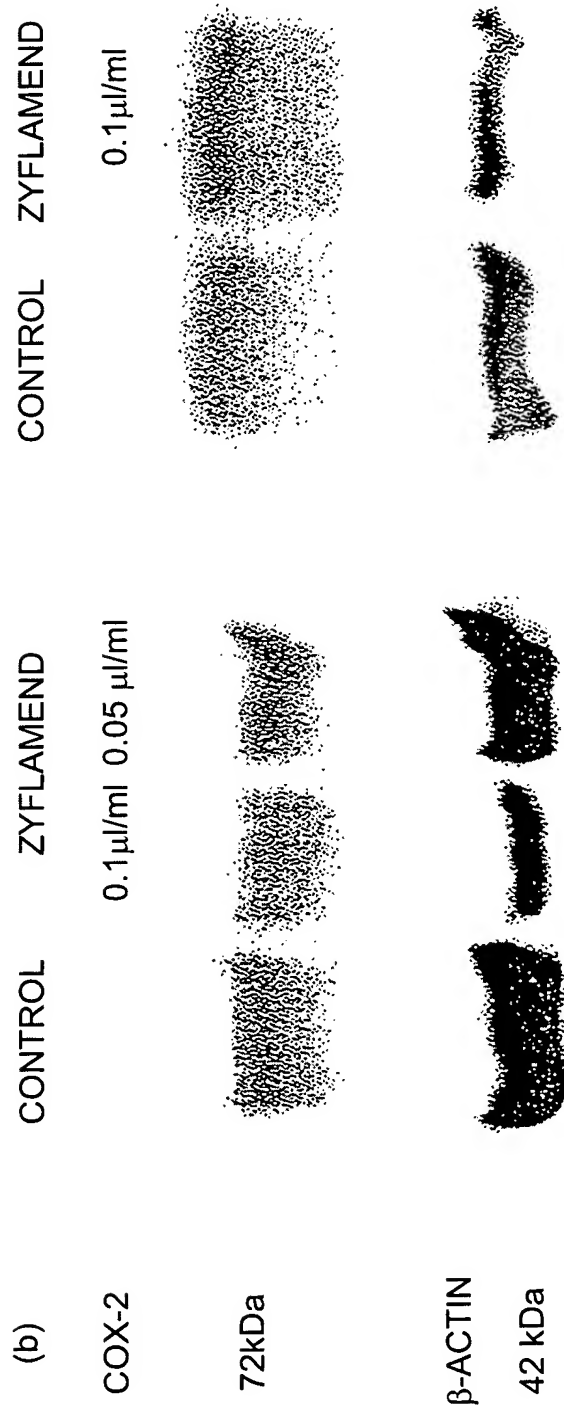 (b)
CONTROL ZYFLAMEND CONTROL ZYFLAMEND
COX-2 0.1µl/ml 0.05 µl/ml 0.1µl/ml
72kDa
β-ACTIN
42 kDa